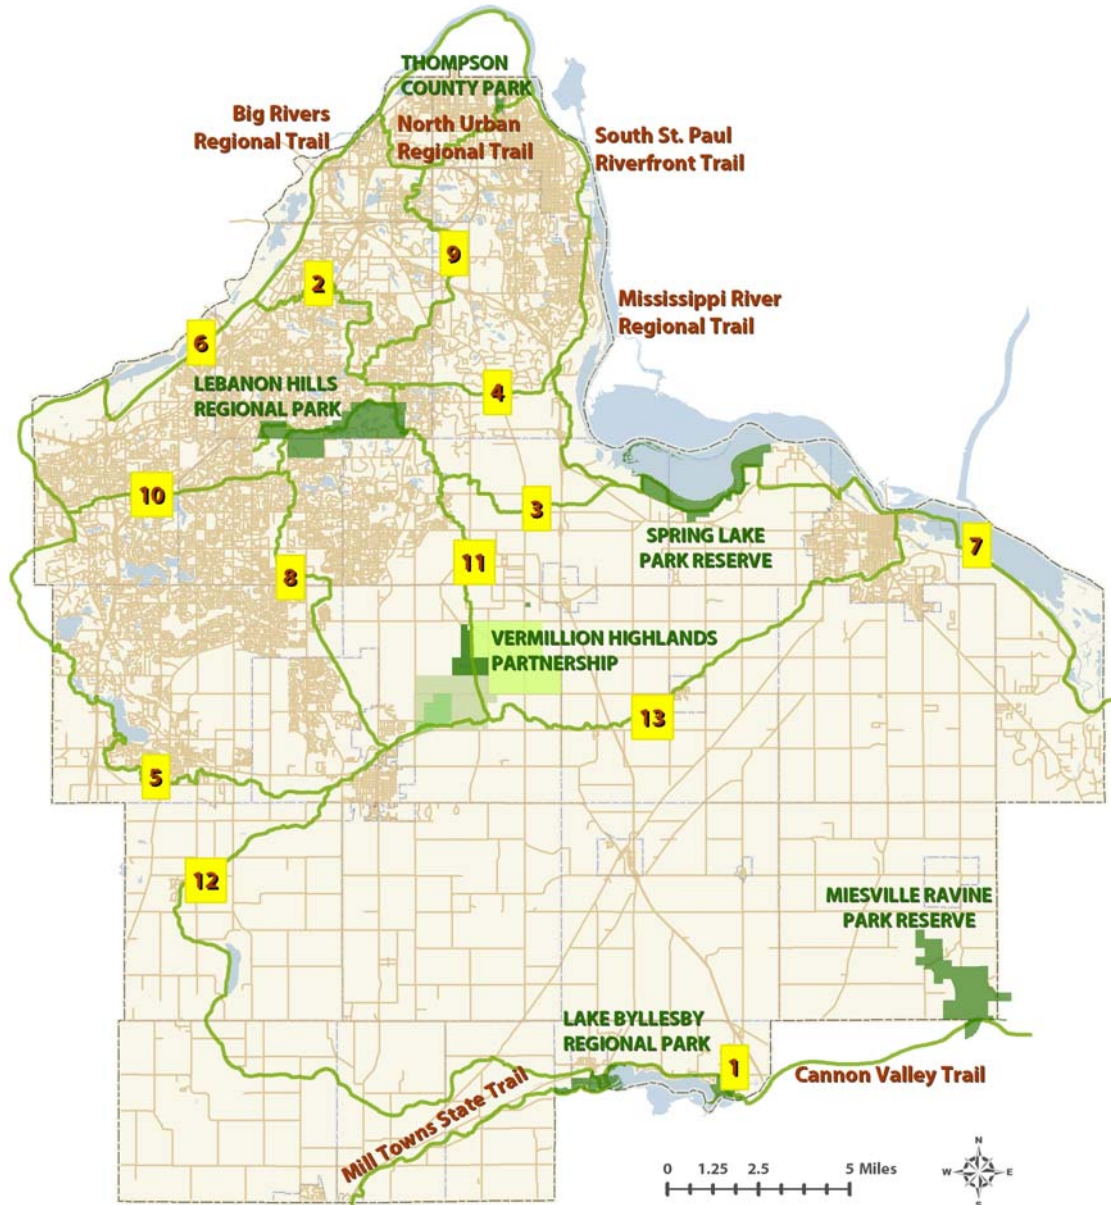 THOMPSON
COUNTY PARK
Big Rivers
Regional Trail
North Urban
Regional Trail
South St. Paul
Riverfront Trail
9
2
Mississippi River
Regional Trail
6
LEBANON HILLS
REGIONAL PARK
4
10
3
SPRING LAKE
PARK RESERVE
7
11
8
VERMILLION HIGHLANDS
PARTNERSHIP
13
5
12
MIESVILLE RAVINE
PARK RESERVE
LAKE BYLLESBY
REGIONAL PARK
1
Cannon Valley Trail
Mill Towns State Trail
0 1.25 2.5 5 Miles
N
W E
S